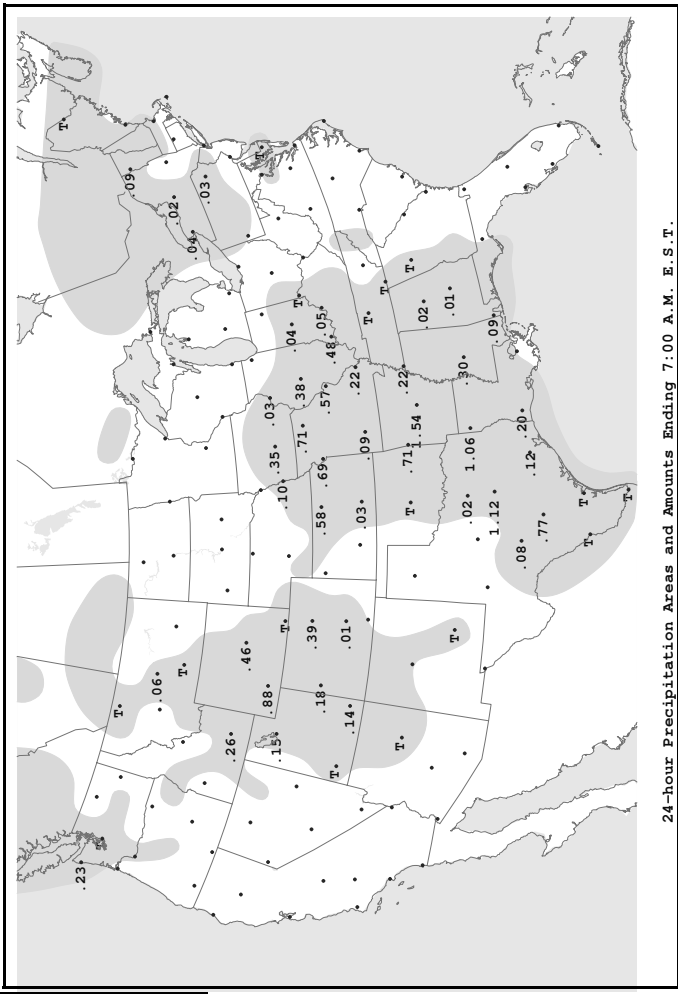 T
.23
T
.09
.06
.02
T
.04
.03
.26
.46
T
.88
.03
.15
.35
.10
T
.04
T
.38
.71
.39
.18
.58
.05
.69
.57
.48
T
.01
.14
.22
.03
.09
T
T
T
.22
.71
T
T
1.54
.02
.01
T
.30
.02
1.06
.09
1.12
.08
.20
.12
.77
T
T
T
24-hour Precipitation Areas and Amounts Ending 7:00 A.M. E.S.T.